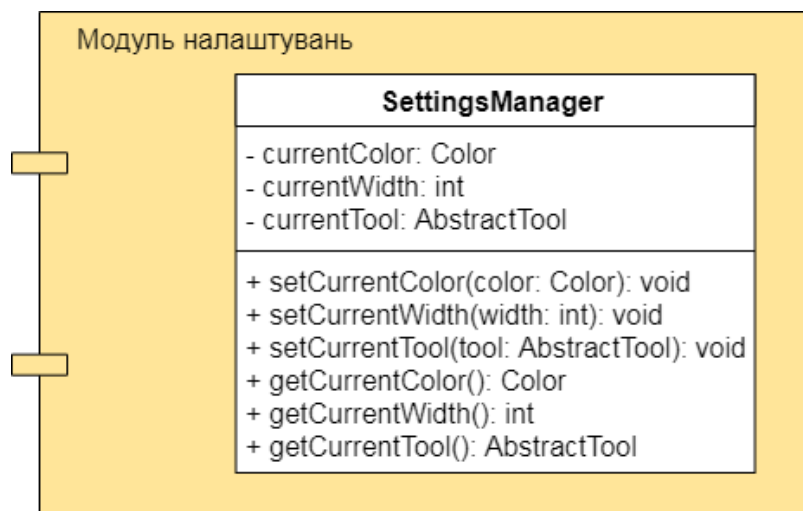 Модуль налаштувань
SettingsManager
- currentColor: Color
- currentWidth: int
- currentTool: AbstractTool
+ setCurrentColor(color: Color): void
+ setCurrentWidth(width: int): void
+ setCurrentTool(tool: AbstractTool): void
+ getCurrentColor(): Color
+ getCurrentWidth(): int
+ getCurrentTool(): AbstractTool